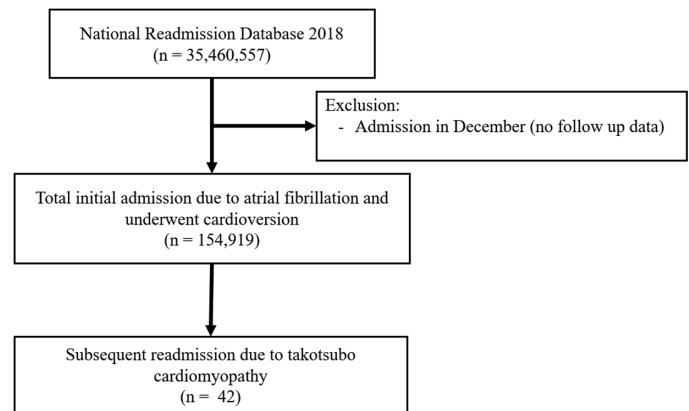 National Readmission Database 2018
(n = 35,460,557)
Exclusion:
- Admission in December (no follow up data)
Total initial admission due to atrial fibrillation and
underwent cardioversion
(n = 154,919)
Subsequent readmission due to takotsubo
cardiomyopathy
(n = 42)